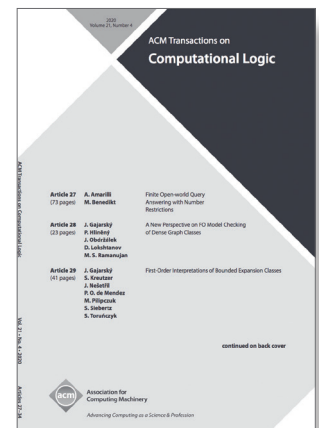 2020
Volume 21, Number 4
ACM Transactions on
Computational Logic
Article 27
(73 pages)
A. Amarilli
M. Benedikt
Finite Open-world Query
Answering with Number
Restrictions
Article 28
(23 pages)
J. Gajarský
P. Hliněný
J. Obdržálek
D. Lokshtanov
M. S. Ramanujan
A New Perspective on FO Model Checking
of Dense Graph Classes
Article 29
(41 pages)
J. Gajarský
S. Kreutzer
J. Nešetřil
P. O. de Mendez
M. Pilipczuk
S. Siebertz
S. Toruńczyk
First-Order Interpretations of Bounded Expansion Classes
continued on back cover
acm
Association for
Computing Machinery
Advancing Computing as a Science & Profession
ACM Transactions on Computational Logic
Vol. 21 • No. 4 • 2020
Articles 27-34